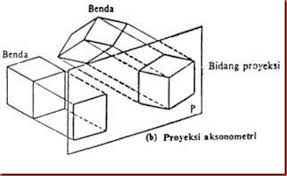 Benda
Benda
Bidang proyeksi
P
(b) Proyeksi aksonometri